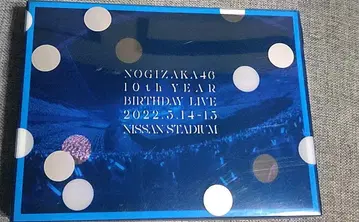 NOGIZAKA46
10th YEAR
BIRTHDAY LIVE
2022.5.14-15
NISSAN STADIUM